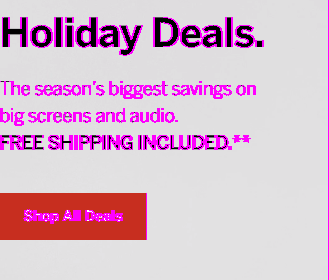 Holiday Deals.
The season's biggest savings on
big screens and audio.
FREE SHIPPING INCLUDED.**
Shop All Deals